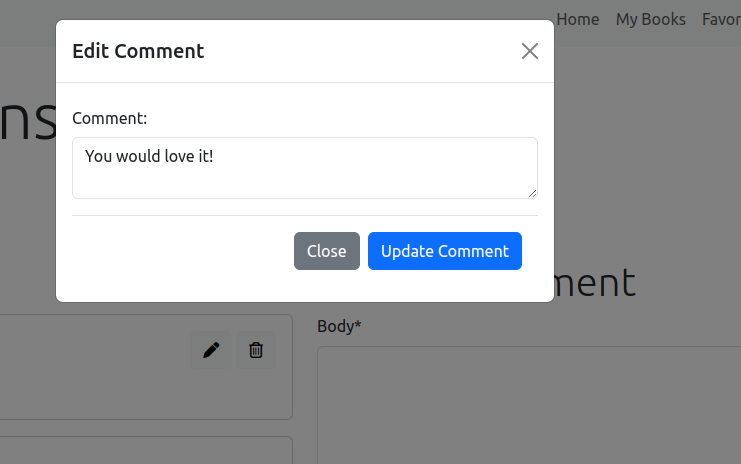 Home My Books Favor
Edit Comment
ns
Comment:
You would love it!
Close Update Comment
ment
Body*